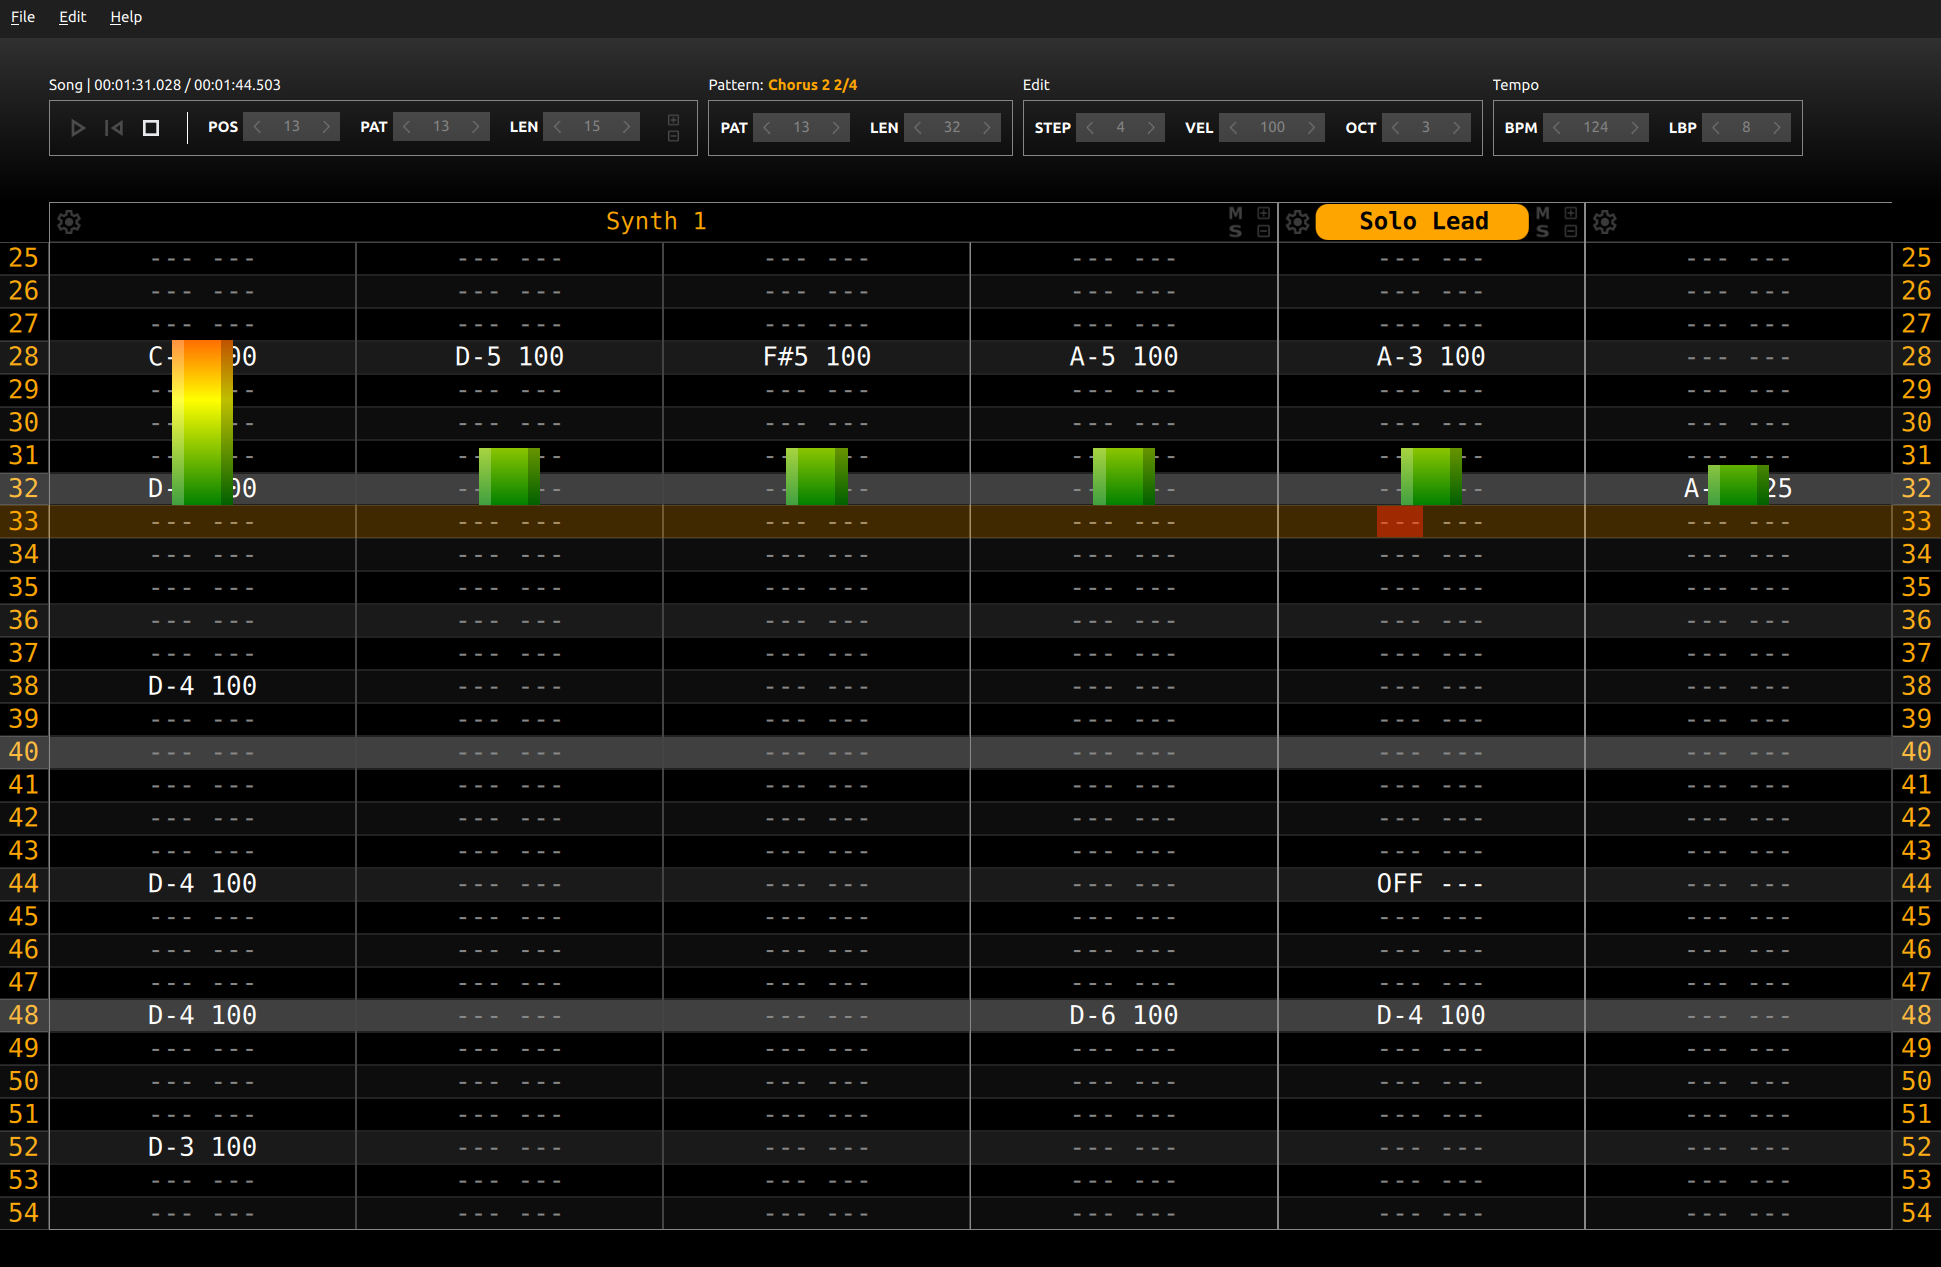 File Edit Help
Song | 00:01:31.028 / 00:01:44.503 Pattern: Chorus 2 2/4 Edit Tempo
POS 13 PAT 13 LEN 15 PAT 13 LEN 32 STEP 4 VEL 100 OCT 3 BPM 124 LBP 8
Synth 1 M S Solo Lead M S
25 --- --- --- --- --- --- --- --- --- --- --- --- 25
26 --- --- --- --- --- --- --- --- --- --- --- --- 26
27 --- --- --- --- --- --- --- --- --- --- --- --- 27
28 C- 00 D-5 100 F#5 100 A-5 100 A-3 100 --- --- 28
29 -- -- --- --- --- --- --- --- --- --- --- --- 29
30 -- -- --- --- --- --- --- --- --- --- --- --- 30
31 -- -- -- -- -- -- -- -- -- -- --- --- 31
32 D- 00 -- -- -- -- -- -- -- -- A- 25 32
33 --- --- --- --- --- --- --- --- --- --- --- --- 33
34 --- --- --- --- --- --- --- --- --- --- --- --- 34
35 --- --- --- --- --- --- --- --- --- --- --- --- 35
36 --- --- --- --- --- --- --- --- --- --- --- --- 36
37 --- --- --- --- --- --- --- --- --- --- --- --- 37
38 D-4 100 --- --- --- --- --- --- --- --- --- --- 38
39 --- --- --- --- --- --- --- --- --- --- --- --- 39
40 --- --- --- --- --- --- --- --- --- --- --- --- 40
41 --- --- --- --- --- --- --- --- --- --- --- --- 41
42 --- --- --- --- --- --- --- --- --- --- --- --- 42
43 --- --- --- --- --- --- --- --- --- --- --- --- 43
44 D-4 100 --- --- --- --- --- --- OFF --- --- --- 44
45 --- --- --- --- --- --- --- --- --- --- --- --- 45
46 --- --- --- --- --- --- --- --- --- --- --- --- 46
47 --- --- --- --- --- --- --- --- --- --- --- --- 47
48 D-4 100 --- --- --- --- D-6 100 D-4 100 --- --- 48
49 --- --- --- --- --- --- --- --- --- --- --- --- 49
50 --- --- --- --- --- --- --- --- --- --- --- --- 50
51 --- --- --- --- --- --- --- --- --- --- --- --- 51
52 D-3 100 --- --- --- --- --- --- --- --- --- --- 52
53 --- --- --- --- --- --- --- --- --- --- --- --- 53
54 --- --- --- --- --- --- --- --- --- --- --- --- 54